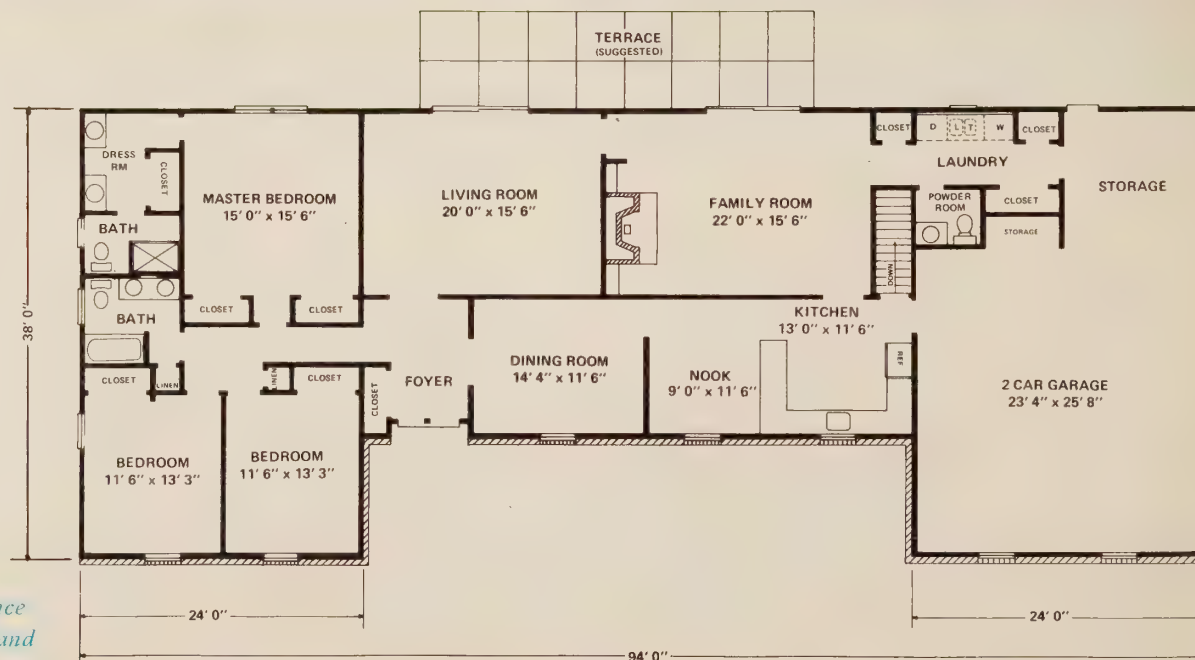 TERRACE
(SUGGESTED)
DRESS
RM
CLOSET
MASTER BEDROOM
15' 0" x 15' 6"
LIVING ROOM
20' 0" x 15' 6"
FAMILY ROOM
22' 0" x 15' 6"
CLOSET
D
L T
W
CLOSET
LAUNDRY
STORAGE
POWDER
ROOM
CLOSET
STORAGE
BATH
DOWN
38' 0"
BATH
CLOSET
CLOSET
KITCHEN
13' 0" x 11' 6"
DINING ROOM
14' 4" x 11' 6"
NOOK
9' 0" x 11' 6"
REF
2 CAR GARAGE
23' 4" x 25' 8"
CLOSET
LINEN
LINEN
CLOSET
CLOSET
FOYER
BEDROOM
11' 6" x 13' 3"
BEDROOM
11' 6" x 13' 3"
and
24' 0"
24' 0"
94' 0"